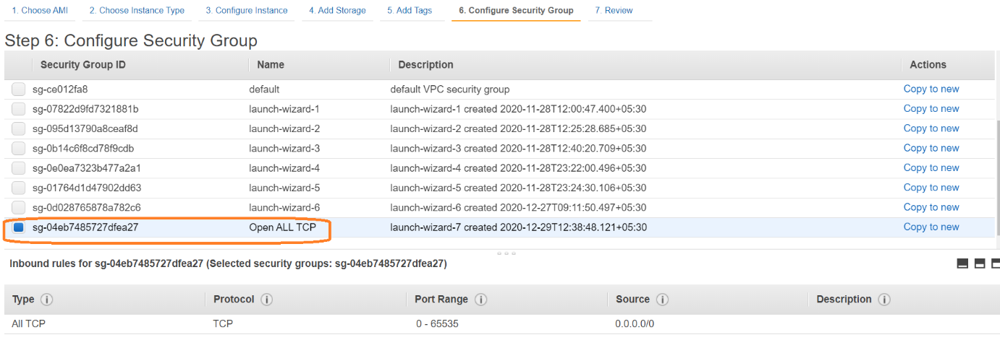 1. Choose AMI 2. Choose Instance Type 3. Configure Instance 4. Add Storage 5. Add Tags 6. Configure Security Group 7. Review
Step 6: Configure Security Group
Security Group ID Name Description Actions
sg-ce012fa8 default default VPC security group Copy to new
sg-07822d9fd7321881b launch-wizard-1 launch-wizard-1 created 2020-11-28T12:00:47.400+05:30 Copy to new
sg-095d13790a8ceaf8d launch-wizard-2 launch-wizard-2 created 2020-11-28T12:25:28.685+05:30 Copy to new
sg-0b14c6f8cd78f9cdb launch-wizard-3 launch-wizard-3 created 2020-11-28T12:40:20.709+05:30 Copy to new
sg-0e0ea7323b477a2a1 launch-wizard-4 launch-wizard-4 created 2020-11-28T23:22:00.496+05:30 Copy to new
sg-01764d1d47902dd63 launch-wizard-5 launch-wizard-5 created 2020-11-28T23:24:30.106+05:30 Copy to new
sg-0d028765878a782c6 launch-wizard-6 launch-wizard-6 created 2020-12-27T09:11:50.497+05:30 Copy to new
sg-04eb7485727dfea27 Open ALL TCP launch-wizard-7 created 2020-12-29T12:38:48.121+05:30 Copy to new
Inbound rules for sg-04eb7485727dfea27 (Selected security groups: sg-04eb7485727dfea27)
Type Protocol Port Range Source Description
All TCP TCP 0 - 65535 0.0.0.0/0